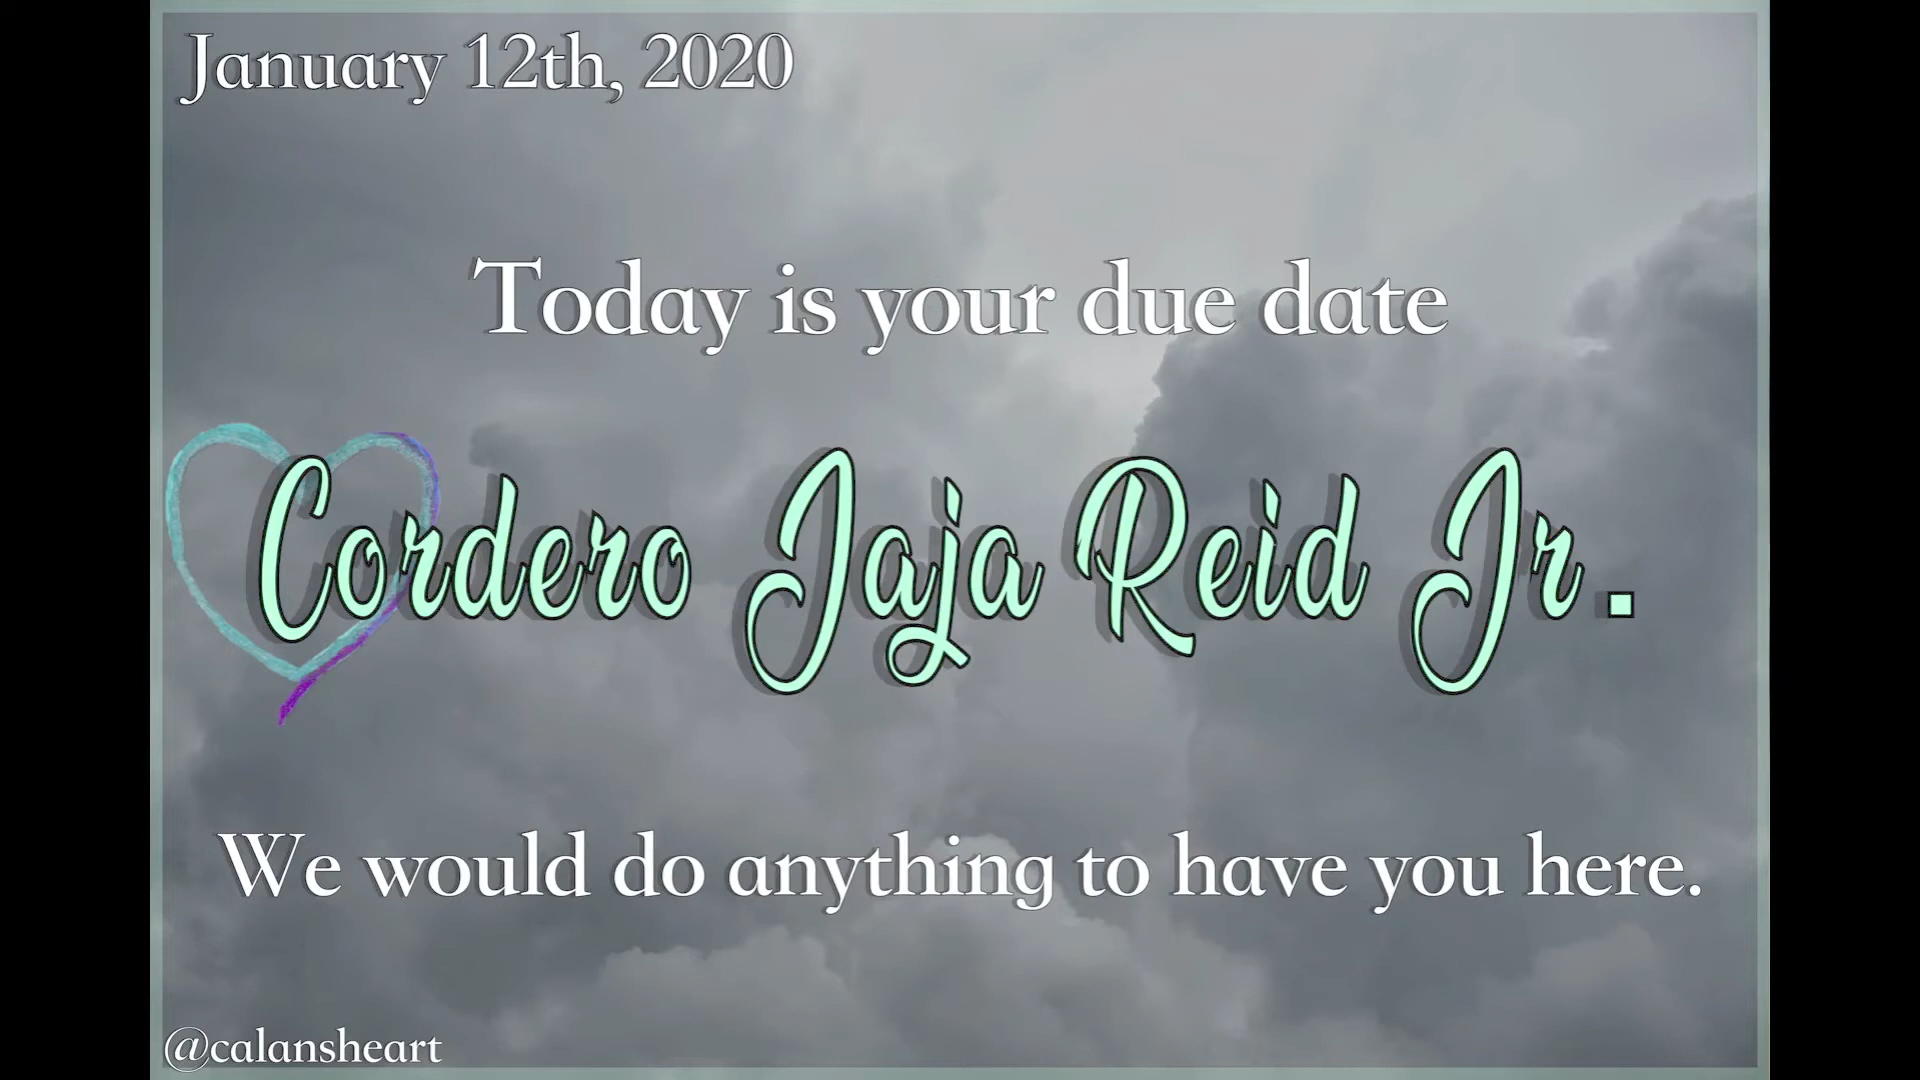 January 12th, 2020
Today is your due date
Cordero Jaja Reid Jr.
We would do anything to have you here.
@calansheart